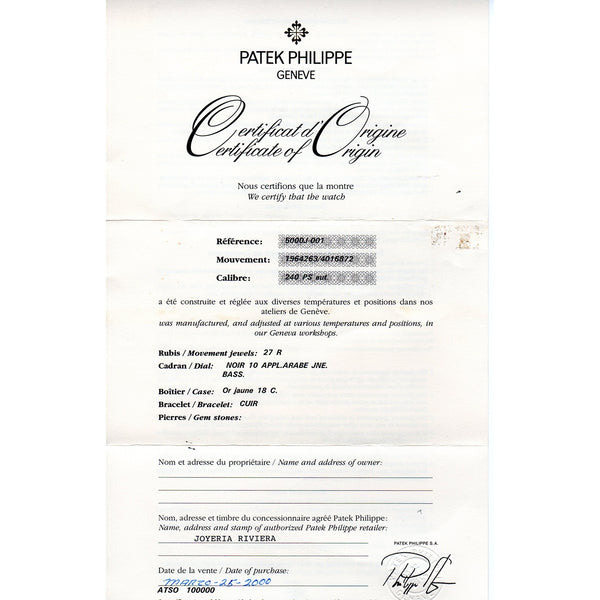 PATEK PHILIPPE
GENEVE
Certificat d'Origine
Certificate of Origin
Nous certifions que la montre
We certify that the watch
Référence: 5000J-001
Mouvement: 1964263/4016872
Calibre: 240 PS aut.
a été construite et réglée aux diverses températures et positions dans nos
ateliers de Genève.
was manufactured, and adjusted at various temperatures and positions, in
our Geneva workshops.
Rubis / Movement jewels: 27 R
Cadran / Dial: NOIR 10 APPL.ARABE JNE.
BASS.
Boîtier / Case: Or jaune 18 C.
Bracelet / Bracelet: CUIR
Pierres / Gem stones:
Nom et adresse du propriétaire / Name and address of owner:
Nom, adresse et timbre du concessionnaire agréé Patek Philippe:
Name, address and stamp of authorized Patek Philippe retailer:
JOYERIA RIVIERA
PATEK PHILIPPE S.A.
Date de la vente / Date of purchase:
MARZO-25-2000
ATSO 100000